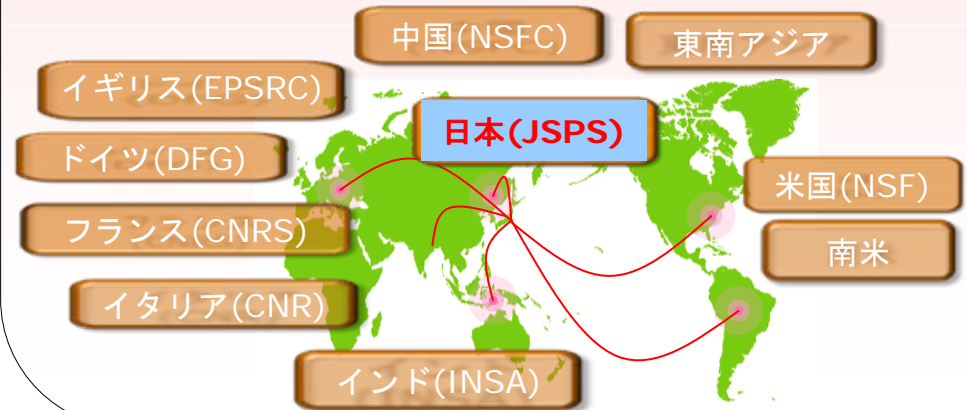 中国(NSFC)
東南アジア
イギリス(EPSRC)
日本(JSPS)
ドイツ(DFG)
米国(NSF)
フランス(CNRS)
南米
イタリア(CNR)
インド(INSA)